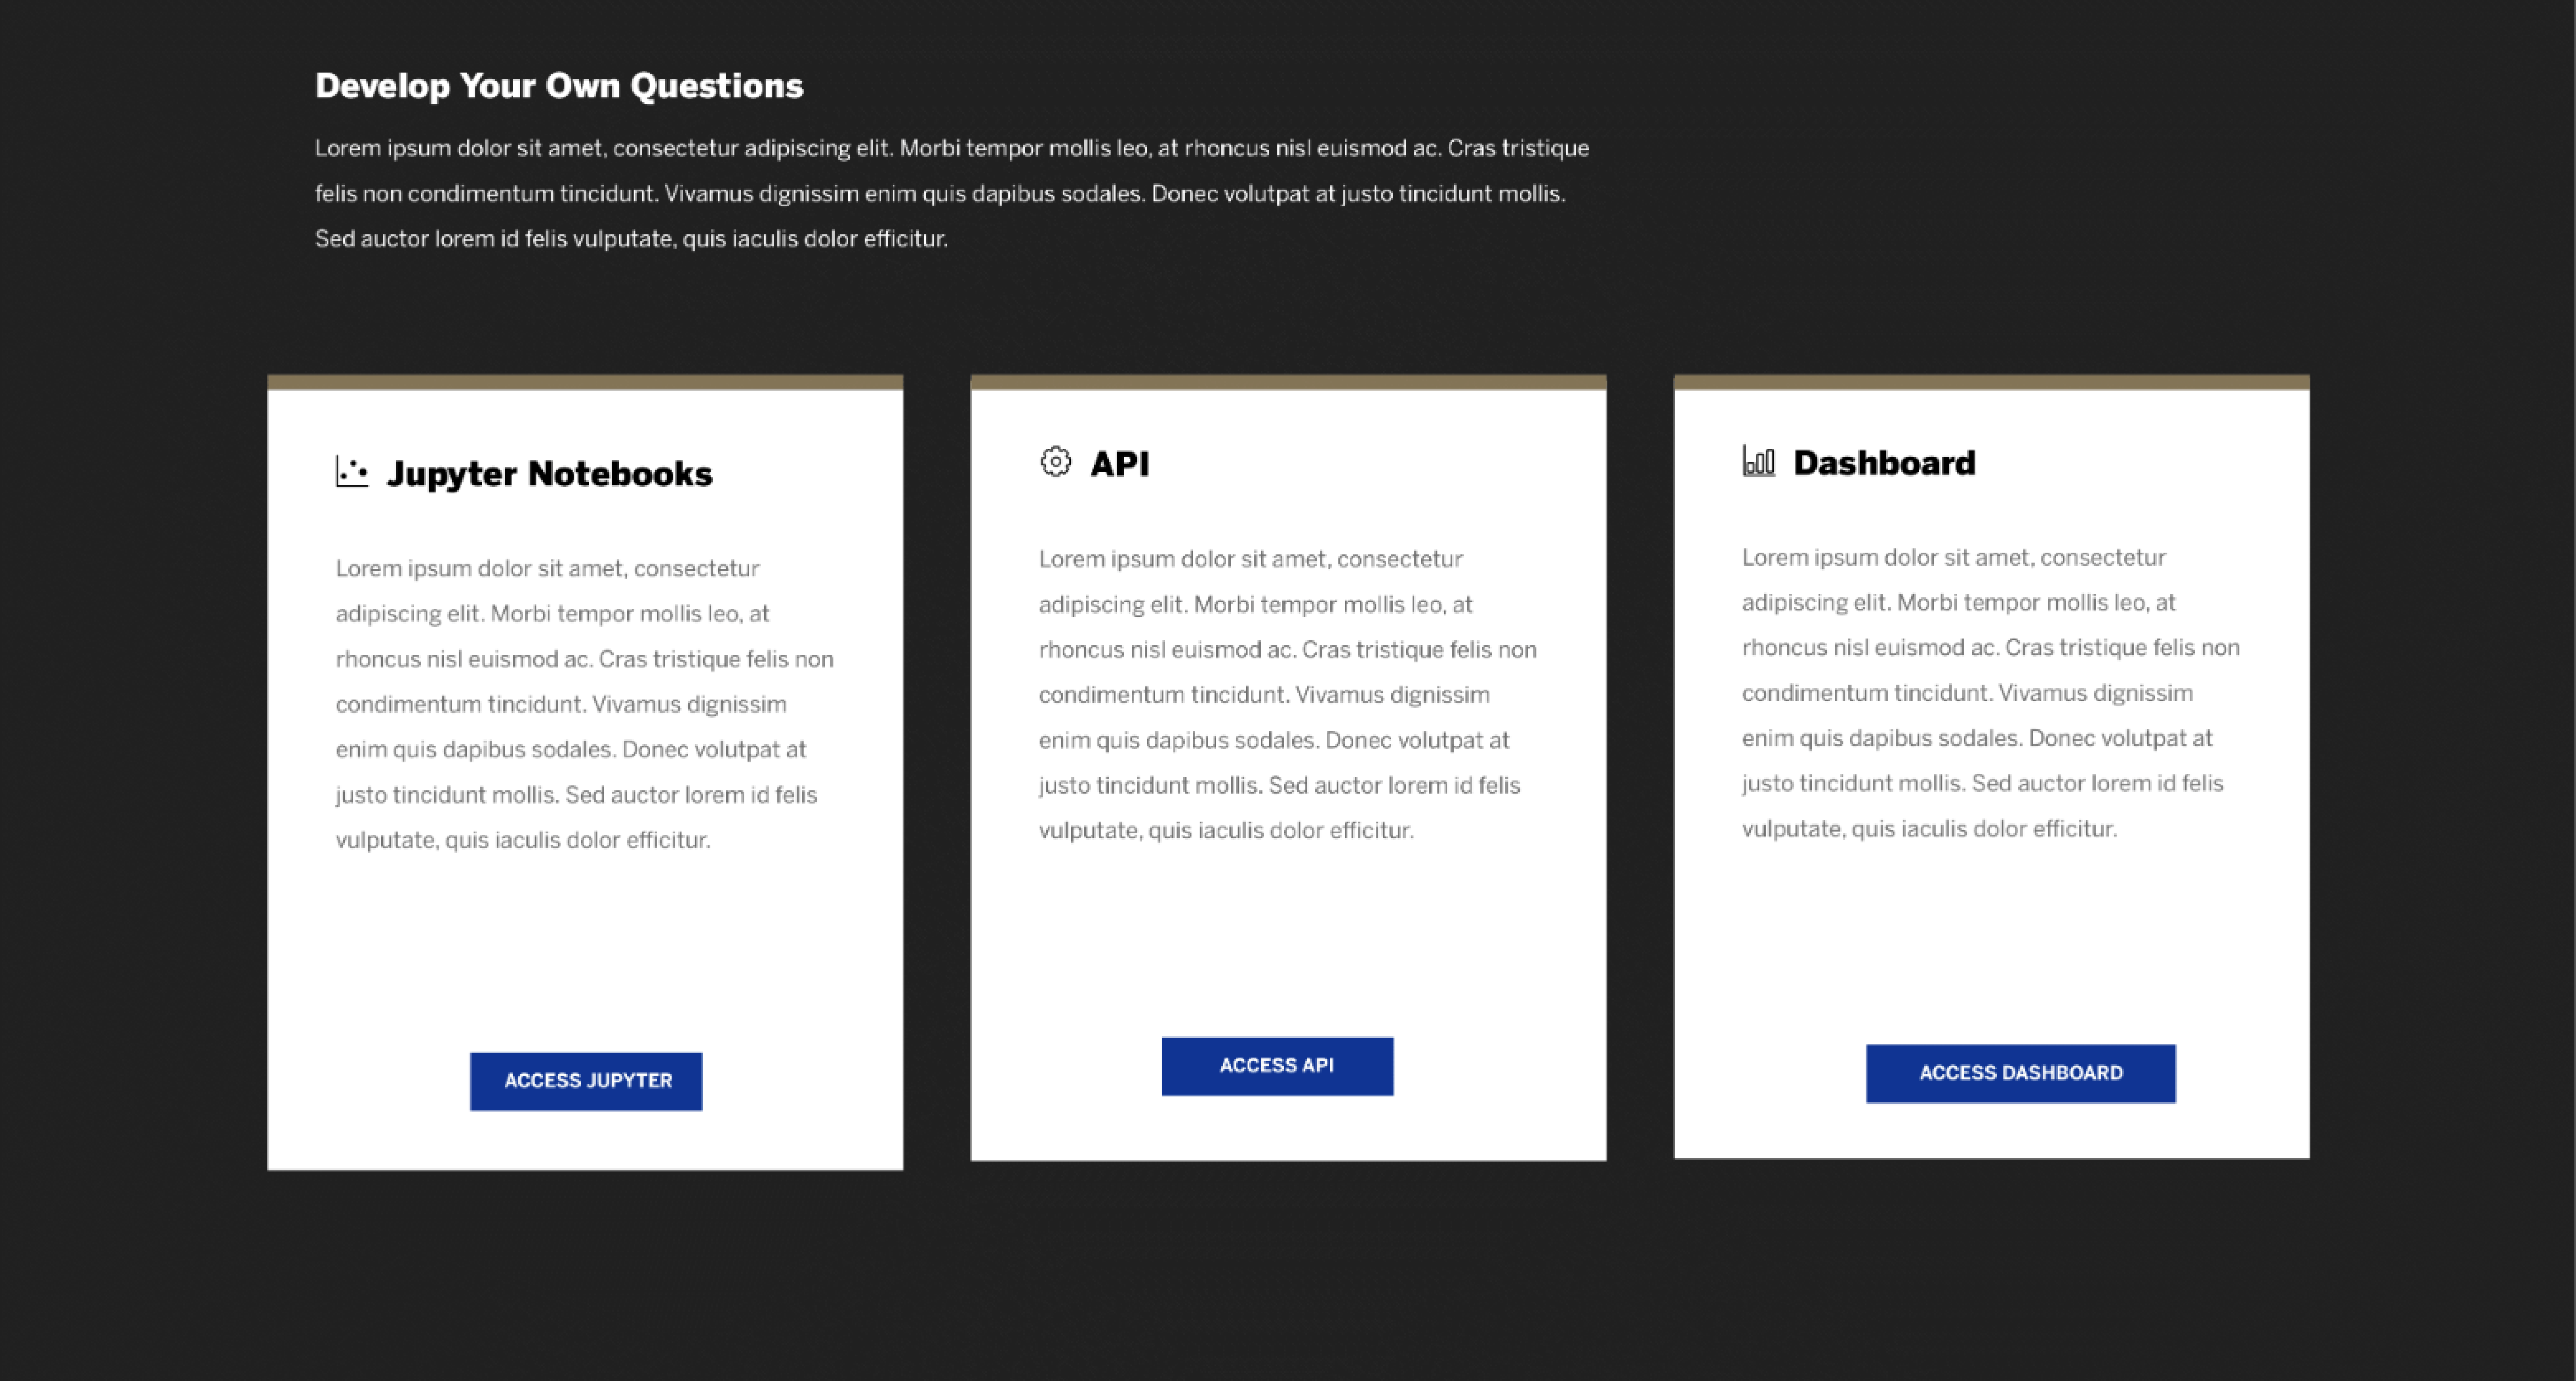 Develop Your Own Questions
Lorem ipsum dolor sit amet, consectetur adipiscing elit. Morbi tempor mollis leo, at rhoncus nisl euismod ac. Cras tristique
felis non condimentum tincidunt. Vivamus dignissim enim quis dapibus sodales. Donec volutpat at justo tincidunt mollis.
Sed auctor lorem id felis vulputate, quis iaculis dolor efficitur.
Jupyter Notebooks
Lorem ipsum dolor sit amet, consectetur
adipiscing elit. Morbi tempor mollis leo, at
rhoncus nisl euismod ac. Cras tristique felis non
condimentum tincidunt. Vivamus dignissim
enim quis dapibus sodales. Donec volutpat at
justo tincidunt mollis. Sed auctor lorem id felis
vulputate, quis iaculis dolor efficitur.
ACCESS JUPYTER
API
Lorem ipsum dolor sit amet, consectetur
adipiscing elit. Morbi tempor mollis leo, at
rhoncus nisl euismod ac. Cras tristique felis non
condimentum tincidunt. Vivamus dignissim
enim quis dapibus sodales. Donec volutpat at
justo tincidunt mollis. Sed auctor lorem id felis
vulputate, quis iaculis dolor efficitur.
ACCESS API
Dashboard
Lorem ipsum dolor sit amet, consectetur
adipiscing elit. Morbi tempor mollis leo, at
rhoncus nisl euismod ac. Cras tristique felis non
condimentum tincidunt. Vivamus dignissim
enim quis dapibus sodales. Donec volutpat at
justo tincidunt mollis. Sed auctor lorem id felis
vulputate, quis iaculis dolor efficitur.
ACCESS DASHBOARD